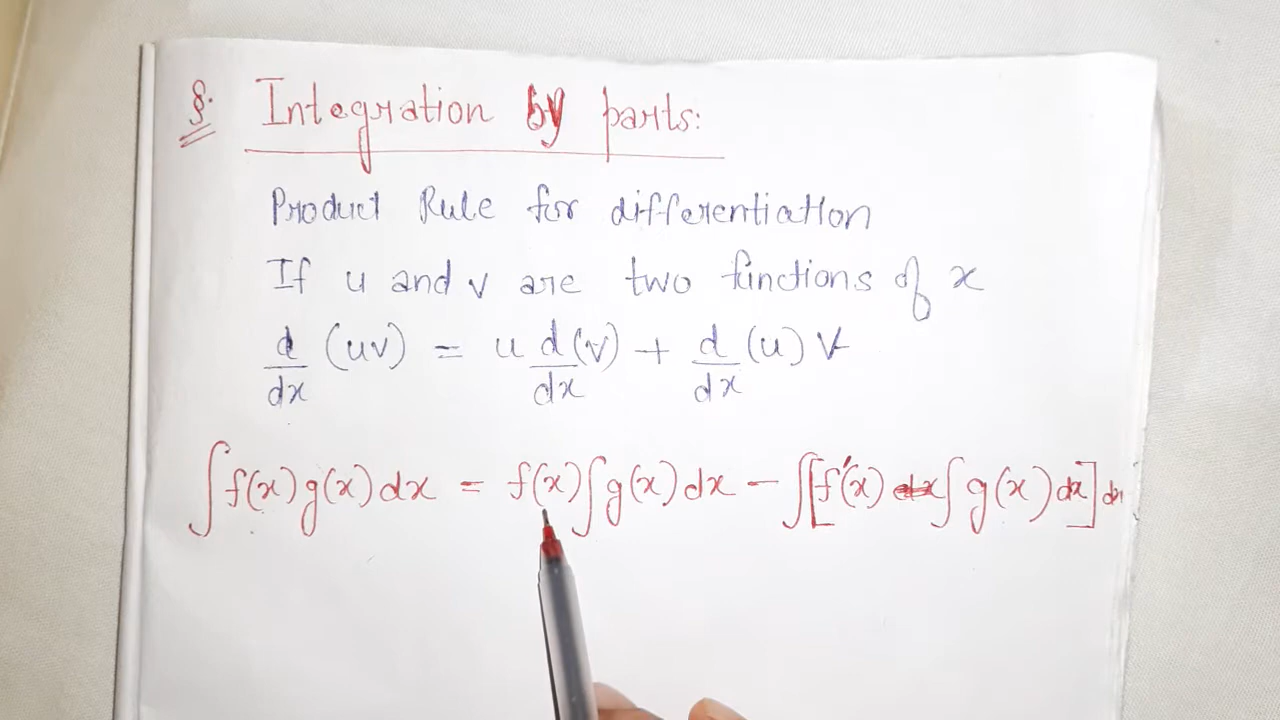 §. Integration by parts:
Product Rule for differentiation
If u and v are two functions of x
d/dx (uv) = u d/dx (v) + d/dx (u) v
∫f(x)g(x)dx = f(x)∫g(x)dx - ∫[f'(x) ∫g(x)dx]dx